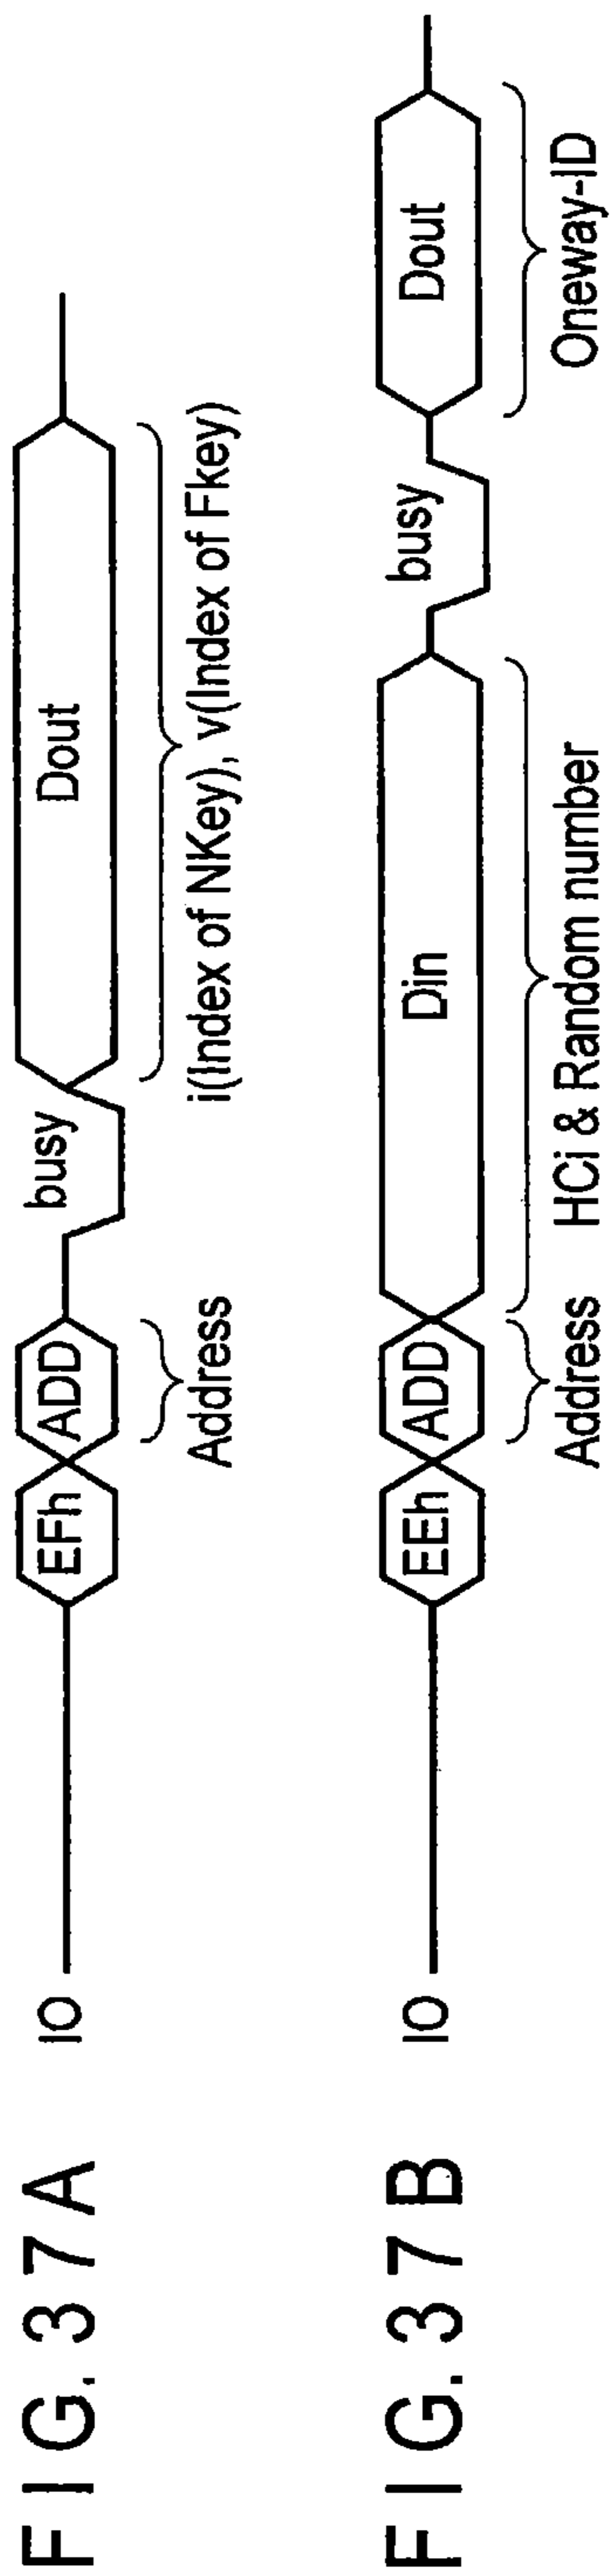 FIG. 37A
IO
EFh
ADD
busy
Dout
Address
i(Index of NKey), v(Index of Fkey)
FIG. 37B
IO
EEh
ADD
Din
busy
Dout
Address
HCi & Random number
Oneway-ID